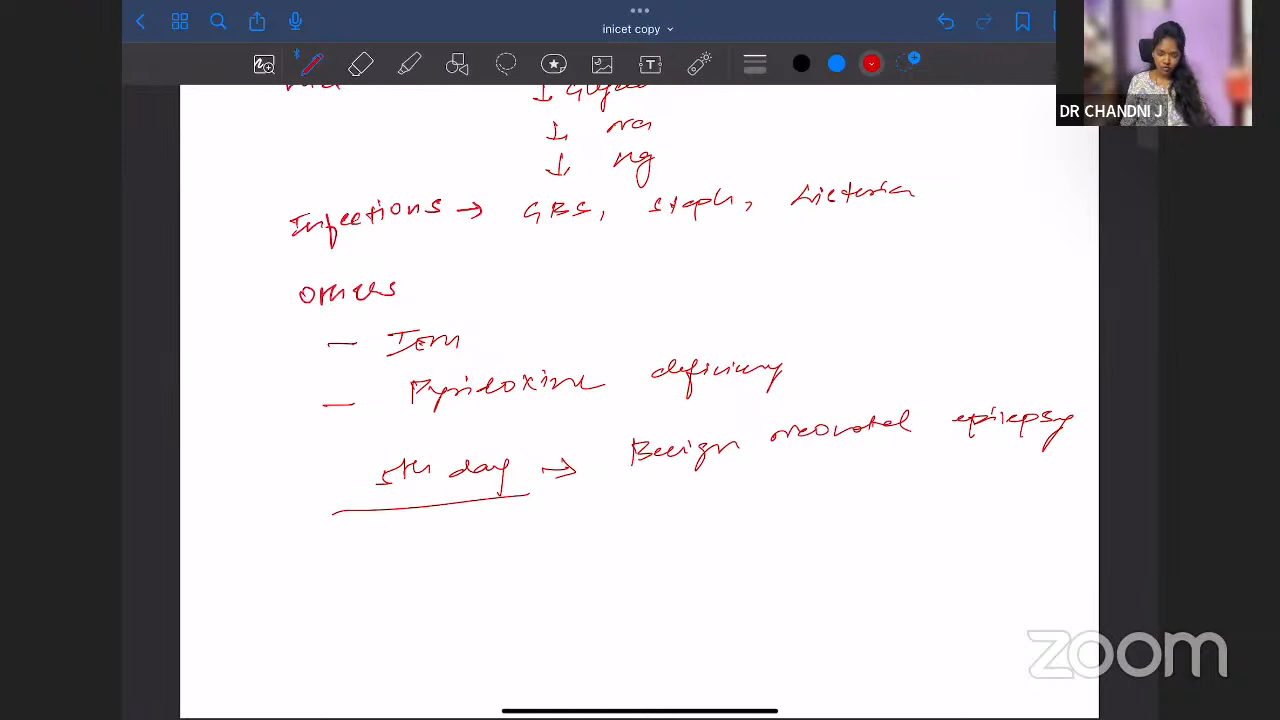 inicet copy
DR CHANDNI J
↓
↓ Na
↓ Mg
Infections → GBS, Staph, Listeria
Others
— IEM
— Pyridoxine deficiency
5th day → Benign neonatal epilepsy
zoom